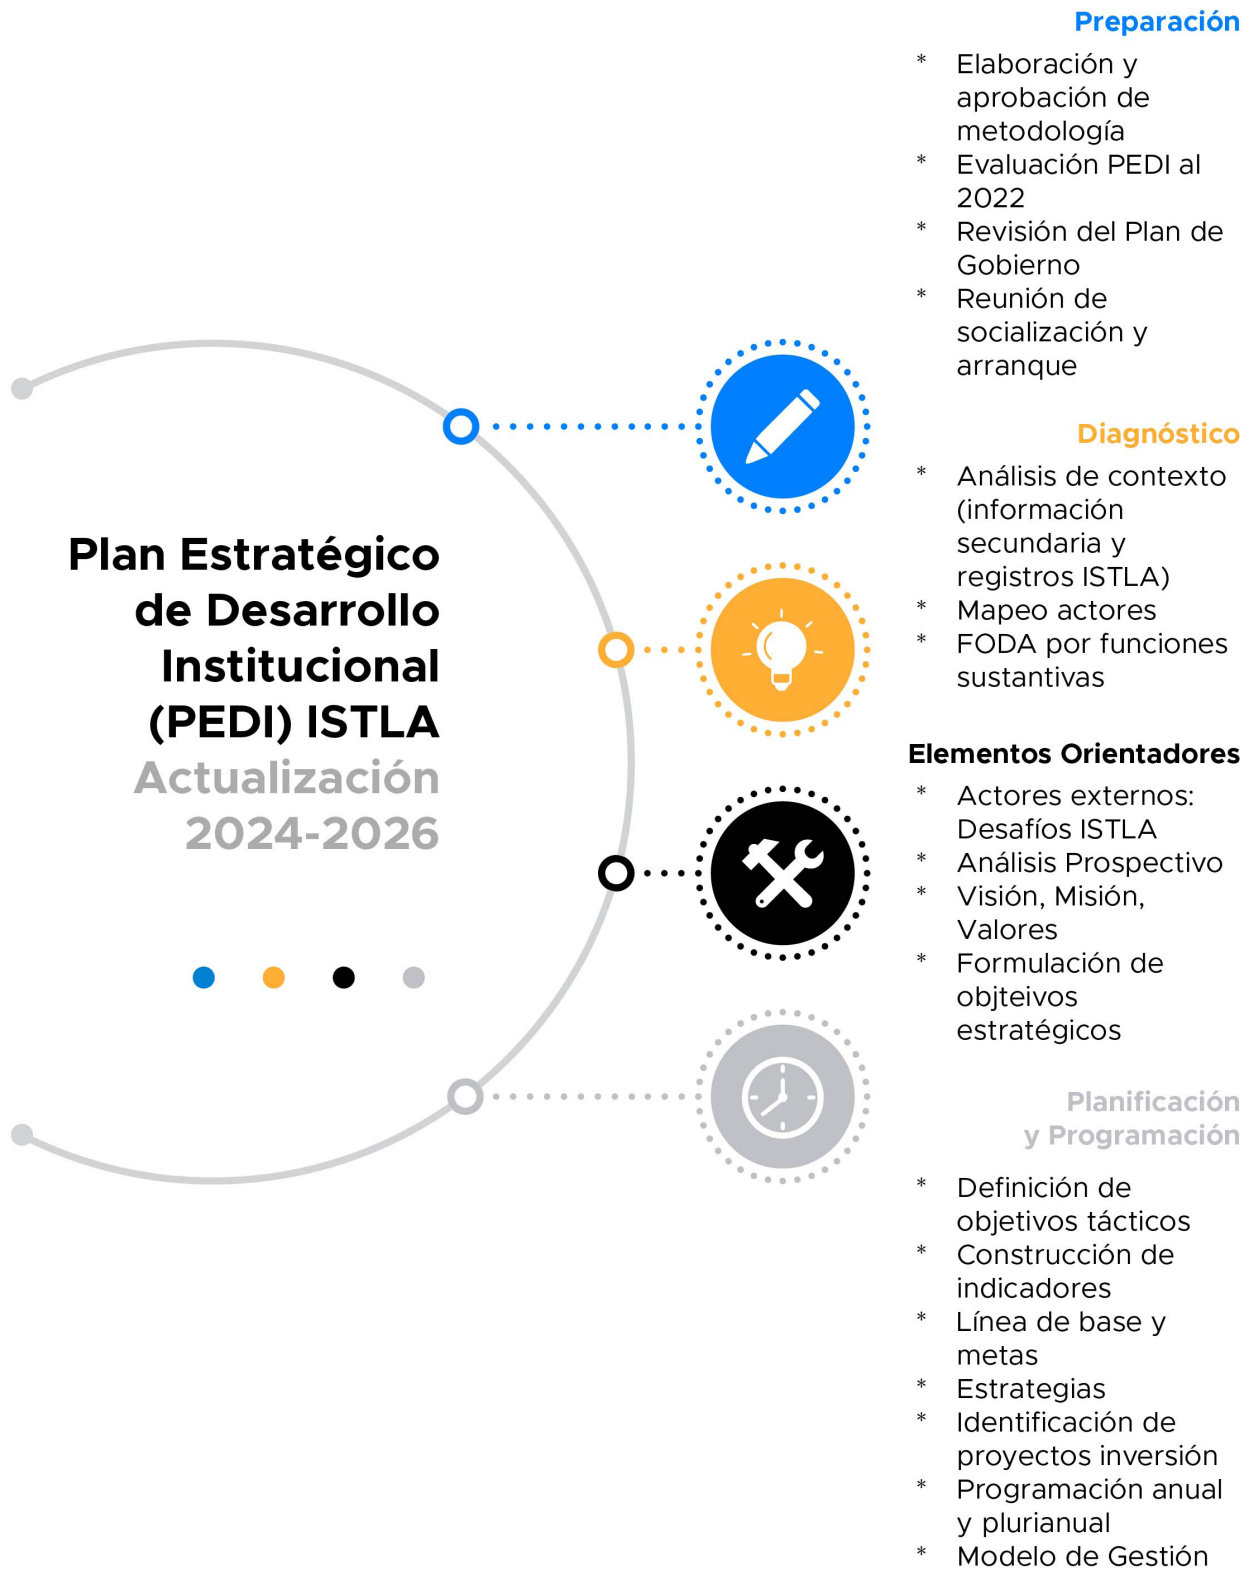 Plan Estratégico
de Desarrollo
Institucional
(PEDI) ISTLA
Actualización
2024-2026
Preparación
* Elaboración y
aprobación de
metodología
* Evaluación PEDI al
2022
* Revisión del Plan de
Gobierno
* Reunión de
socialización y
arranque
Diagnóstico
* Análisis de contexto
(información
secundaria y
registros ISTLA)
* Mapeo actores
* FODA por funciones
sustantivas
Elementos Orientadores
* Actores externos:
Desafíos ISTLA
* Análisis Prospectivo
* Visión, Misión,
Valores
* Formulación de
objteivos
estratégicos
Planificación
y Programación
* Definición de
objetivos tácticos
* Construcción de
indicadores
* Línea de base y
metas
* Estrategias
* Identificación de
proyectos inversión
* Programación anual
y plurianual
* Modelo de Gestión